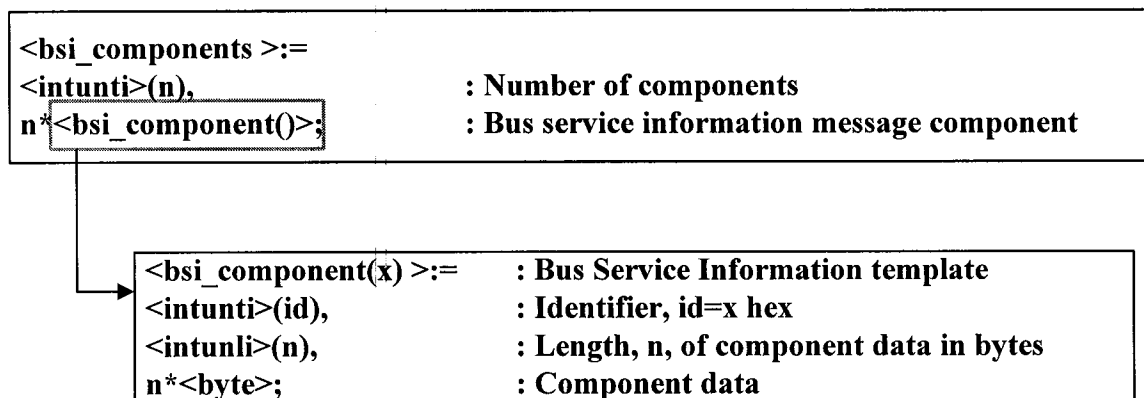 <bsi_components >:=
<intunti>(n), : Number of components
n*<bsi_component()>; : Bus service information message component
<bsi_component(x) >:= : Bus Service Information template
<intunti>(id), : Identifier, id=x hex
<intunli>(n), : Length, n, of component data in bytes
n*<byte>; : Component data